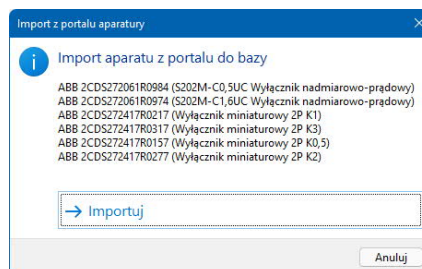 Import z portalu aparatury
Import aparatu z portalu do bazy
ABB 2CDS272061R0984 (S202M-C0,5UC Wyłącznik nadmiarowo-prądowy)
ABB 2CDS272061R0974 (S202M-C1,6UC Wyłącznik nadmiarowo-prądowy)
ABB 2CDS272417R0217 (Wyłącznik miniaturowy 2P K1)
ABB 2CDS272417R0317 (Wyłącznik miniaturowy 2P K3)
ABB 2CDS272417R0157 (Wyłącznik miniaturowy 2P K0,5)
ABB 2CDS272417R0277 (Wyłącznik miniaturowy 2P K2)
Importuj
Anuluj